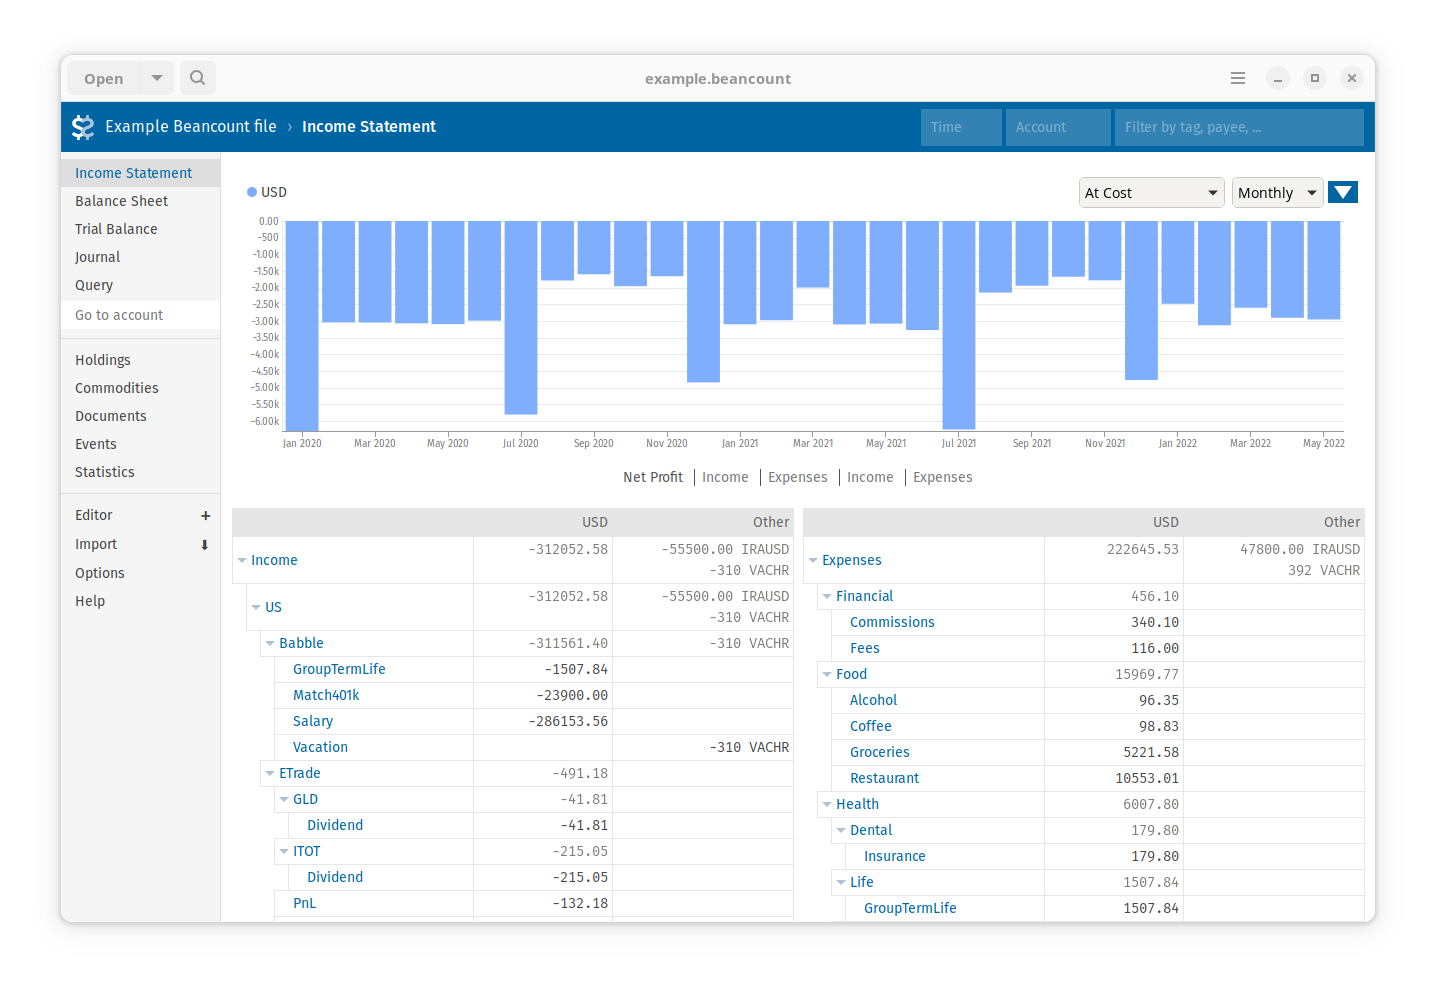 Open
example.beancount
Example Beancount file › Income Statement
Time
Account
Filter by tag, payee, ...
Income Statement
Balance Sheet
Trial Balance
Journal
Query
Go to account
Holdings
Commodities
Documents
Events
Statistics
Editor +
Import
Options
Help
USD
At Cost
Monthly
0.00
-500
-1.00k
-1.50k
-2.00k
-2.50k
-3.00k
-3.50k
-4.00k
-4.50k
-5.00k
-5.50k
-6.00k
Jan 2020 Mar 2020 May 2020 Jul 2020 Sep 2020 Nov 2020 Jan 2021 Mar 2021 May 2021 Jul 2021 Sep 2021 Nov 2021 Jan 2022 Mar 2022 May 2022
Net Profit Income Expenses Income Expenses
USD Other
Income -312052.58 -55500.00 IRAUSD
-310 VACHR
US -312052.58 -55500.00 IRAUSD
-310 VACHR
Babble -311561.40 -310 VACHR
GroupTermLife -1507.84
Match401k -23900.00
Salary -286153.56
Vacation -310 VACHR
ETrade -491.18
GLD -41.81
Dividend -41.81
ITOT -215.05
Dividend -215.05
PnL -132.18
USD Other
Expenses 222645.53 47800.00 IRAUSD
392 VACHR
Financial 456.10
Commissions 340.10
Fees 116.00
Food 15969.77
Alcohol 96.35
Coffee 98.83
Groceries 5221.58
Restaurant 10553.01
Health 6007.80
Dental 179.80
Insurance 179.80
Life 1507.84
GroupTermLife 1507.84